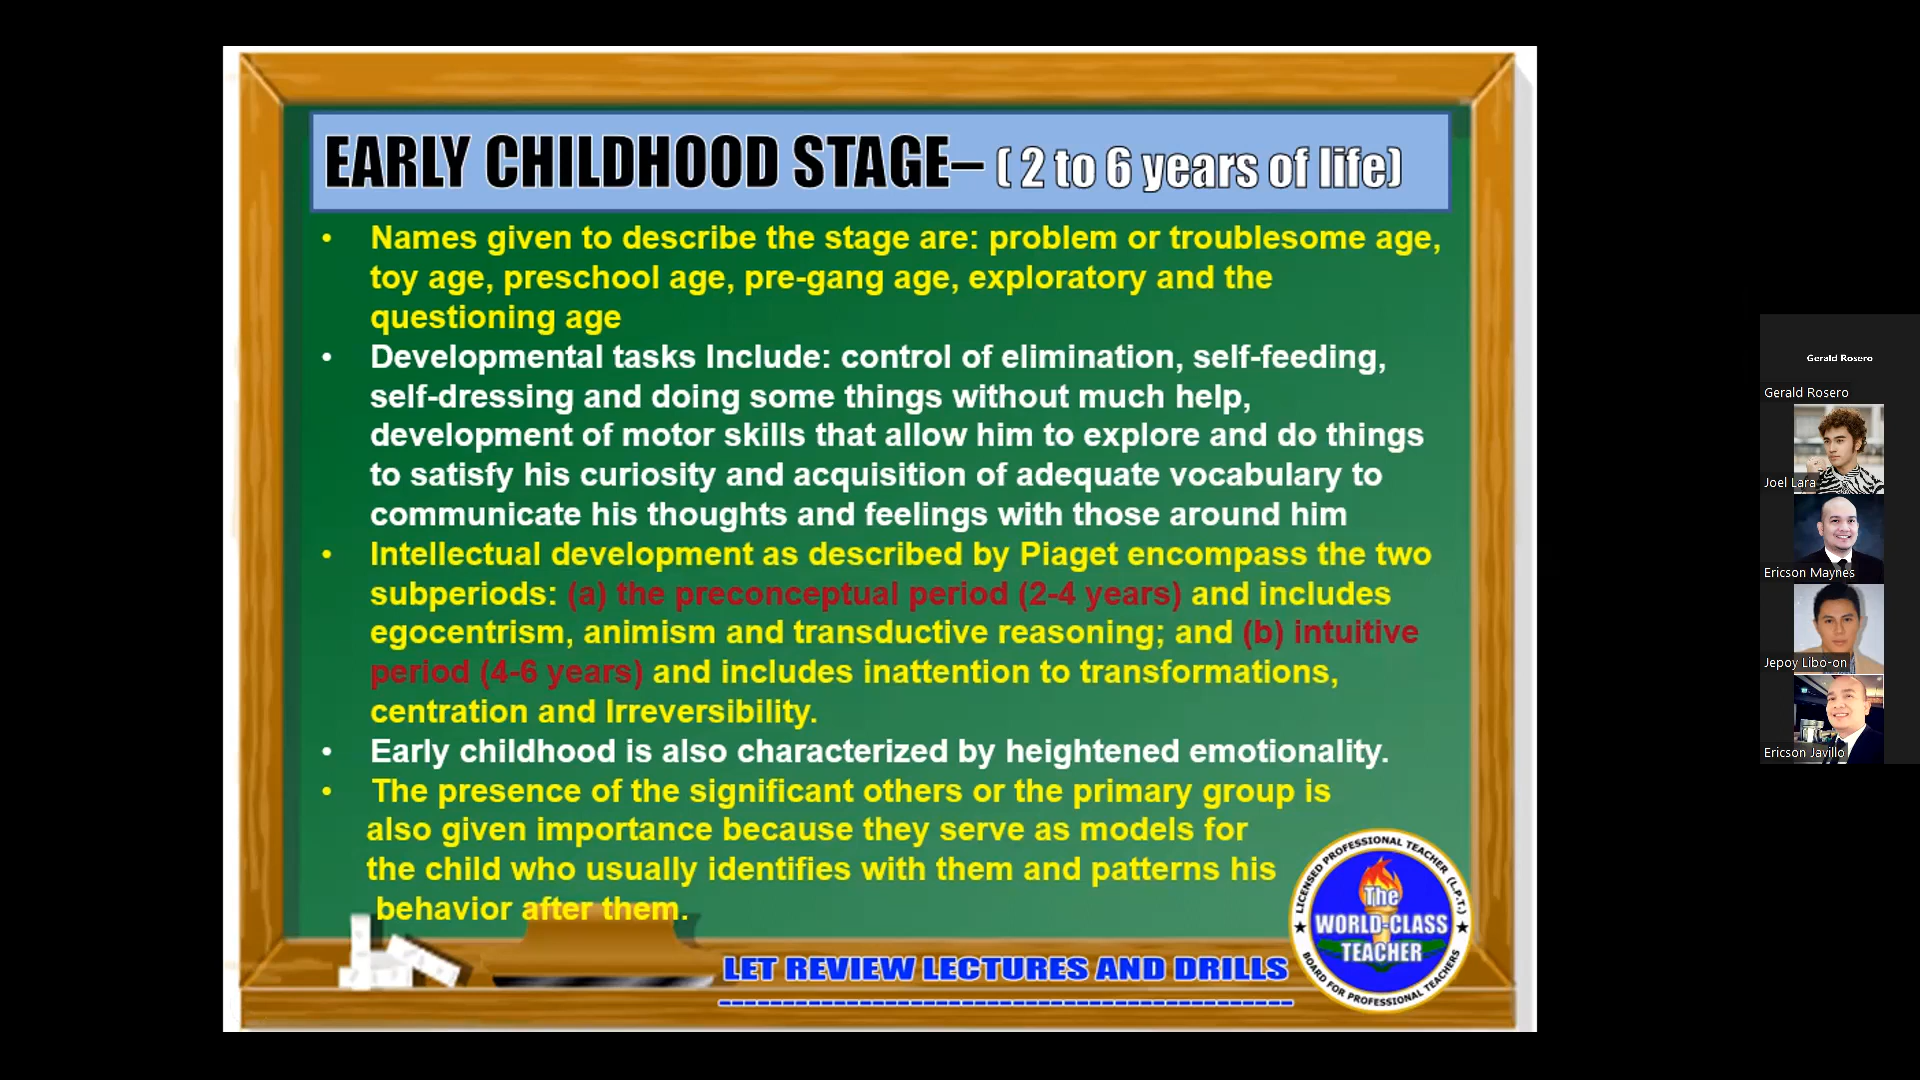 EARLY CHILDHOOD STAGE– ( 2 to 6 years of life)
• Names given to describe the stage are: problem or troublesome age,
toy age, preschool age, pre-gang age, exploratory and the
questioning age
• Developmental tasks Include: control of elimination, self-feeding,
self-dressing and doing some things without much help,
development of motor skills that allow him to explore and do things
to satisfy his curiosity and acquisition of adequate vocabulary to
communicate his thoughts and feelings with those around him
• Intellectual development as described by Piaget encompass the two
subperiods: (a) the preconceptual period (2-4 years) and includes
egocentrism, animism and transductive reasoning; and (b) intuitive
period (4-6 years) and includes inattention to transformations,
centration and Irreversibility.
• Early childhood is also characterized by heightened emotionality.
• The presence of the significant others or the primary group is
also given importance because they serve as models for
the child who usually identifies with them and patterns his
behavior after them.
LET REVIEW LECTURES AND DRILLS
LICENSED PROFESSIONAL TEACHER (L.P.T.)
The
WORLD-CLASS
TEACHER
BOARD FOR PROFESSIONAL TEACHERS
Gerald Rosero
Gerald Rosero
Joel Lara
Ericson Maynes
Jepoy Libo-on
Ericson Javillo